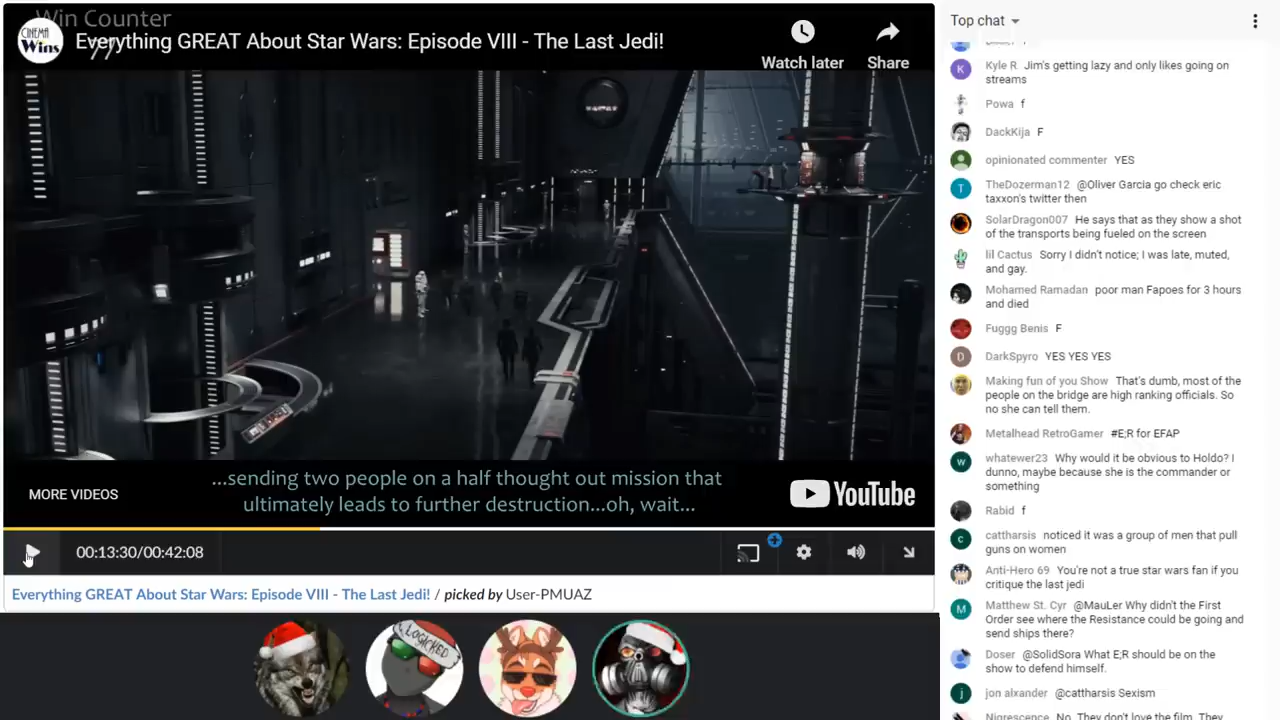 Win Counter
77
CINEMA
Wins
Everything GREAT About Star Wars: Episode VIII - The Last Jedi!
Watch later
Share
...sending two people on a half thought out mission that
ultimately leads to further destruction...oh, wait...
MORE VIDEOS
YouTube
00:13:30/00:42:08
Everything GREAT About Star Wars: Episode VIII - The Last Jedi! / picked by User-PMUAZ
LOGICKED
Top chat
Kyle R Jim's getting lazy and only likes going on
streams
Powa f
DackKija F
opinionated commenter YES
TheDozerman12 @Oliver Garcia go check eric
taxxon's twitter then
SolarDragon007 He says that as they show a shot
of the transports being fueled on the screen
lil Cactus Sorry I didn't notice; I was late, muted,
and gay.
Mohamed Ramadan poor man Fapoes for 3 hours
and died
Fuggg Benis F
DarkSpyro YES YES YES
Making fun of you Show That's dumb, most of the
people on the bridge are high ranking officials. So
no she can tell them.
Metalhead RetroGamer #E;R for EFAP
whatewer23 Why would it be obvious to Holdo? I
dunno, maybe because she is the commander or
something
Rabid f
cattharsis noticed it was a group of men that pull
guns on women
Anti-Hero 69 You're not a true star wars fan if you
critique the last jedi
Matthew St. Cyr @MauLer Why didn't the First
Order see where the Resistance could be going and
send ships there?
Doser @SolidSora What E;R should be on the
show to defend himself.
jon alxander @cattharsis Sexism
Nigrescence No. They don't love the film. They